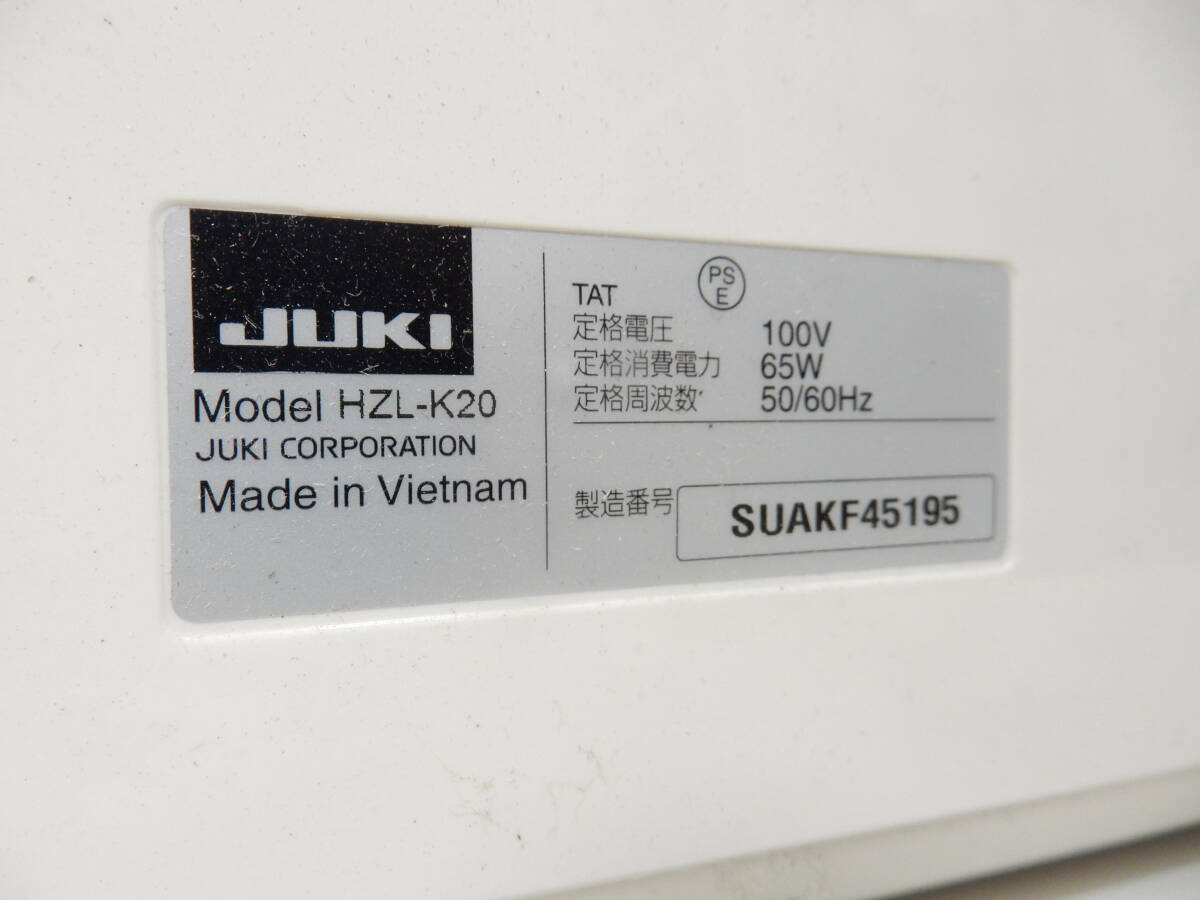 JUKI
Model HZL-K20
JUKI CORPORATION
Made in Vietnam
PS
E
TAT
定格電圧 100V
定格消費電力 65W
定格周波数 50/60Hz
製造番号 SUAKF45195